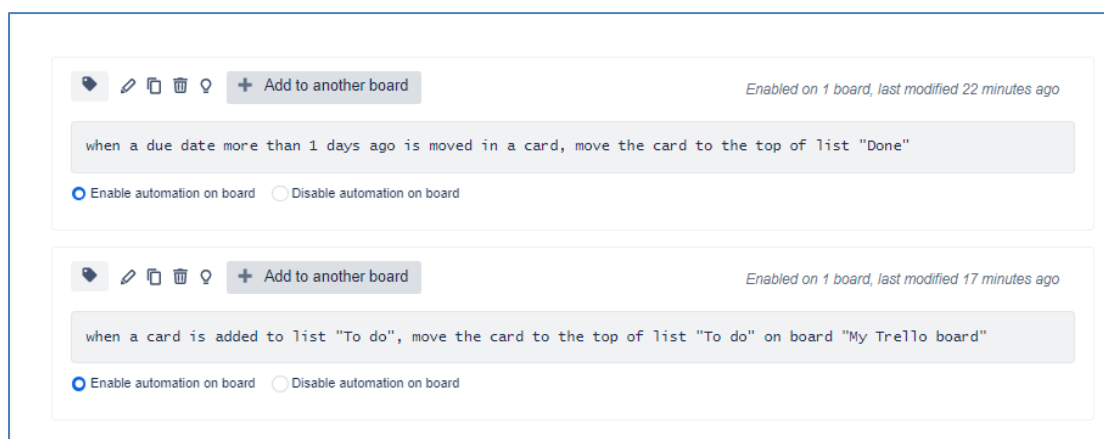 Add to another board
Enabled on 1 board, last modified 22 minutes ago
when a due date more than 1 days ago is moved in a card, move the card to the top of list "Done"
Enable automation on board Disable automation on board
Add to another board
Enabled on 1 board, last modified 17 minutes ago
when a card is added to list "To do", move the card to the top of list "To do" on board "My Trello board"
Enable automation on board Disable automation on board